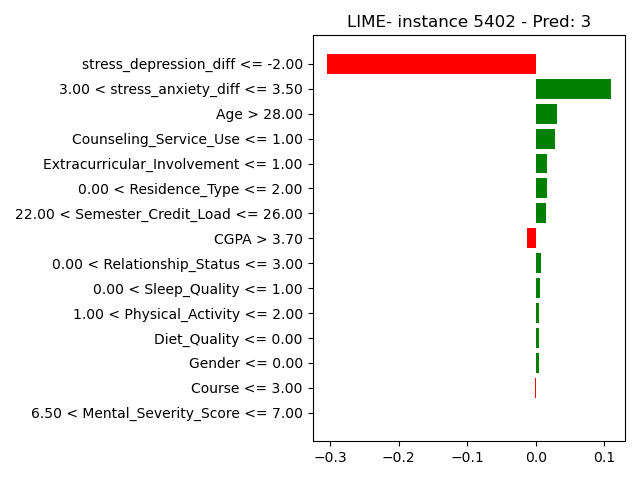 LIME- instance 5402 - Pred: 3
stress_depression_diff <= -2.00
3.00 < stress_anxiety_diff <= 3.50
Age > 28.00
Counseling_Service_Use <= 1.00
Extracurricular_Involvement <= 1.00
0.00 < Residence_Type <= 2.00
22.00 < Semester_Credit_Load <= 26.00
CGPA > 3.70
0.00 < Relationship_Status <= 3.00
0.00 < Sleep_Quality <= 1.00
1.00 < Physical_Activity <= 2.00
Diet_Quality <= 0.00
Gender <= 0.00
Course <= 3.00
6.50 < Mental_Severity_Score <= 7.00
−0.3 −0.2 −0.1 0.0 0.1